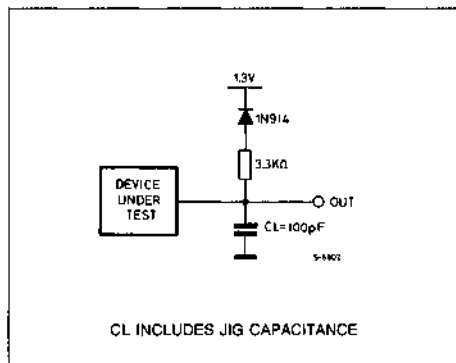 1.3V
1N914
3.3KΩ
DEVICE
UNDER
TEST
OUT
CL=100pF
CL INCLUDES JIG CAPACITANCE